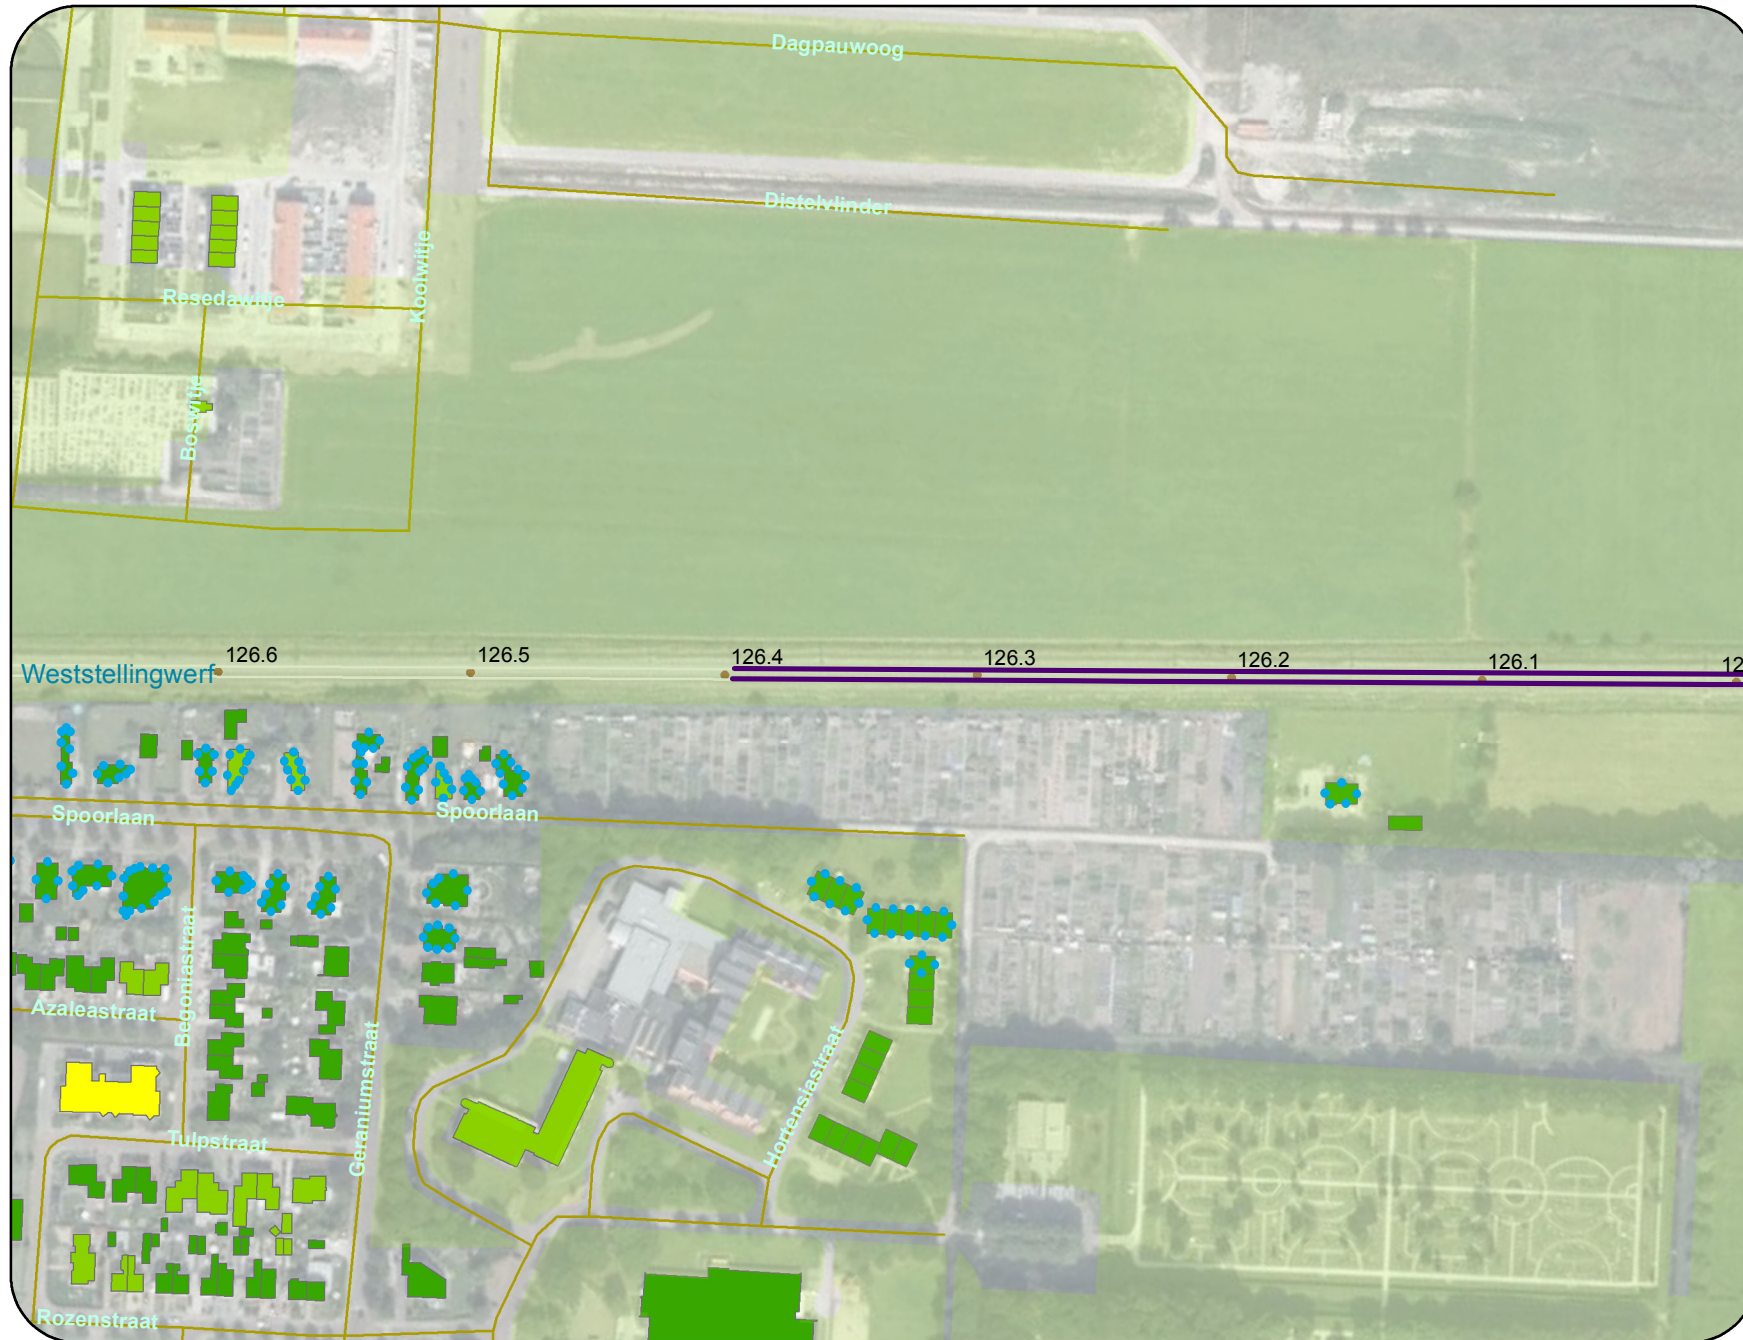 Dagpauwoog
Distelvlinder
Koolwitje
Resedawitje
Boswitje
126.6
126.5
126.4
126.3
126.2
126.1
12
Weststellingwerf
Spoorlaan
Spoorlaan
Begoniastraat
Azaleastraat
Geraniumstraat
Hortensiastraat
Tulpstraat
Rozenstraat